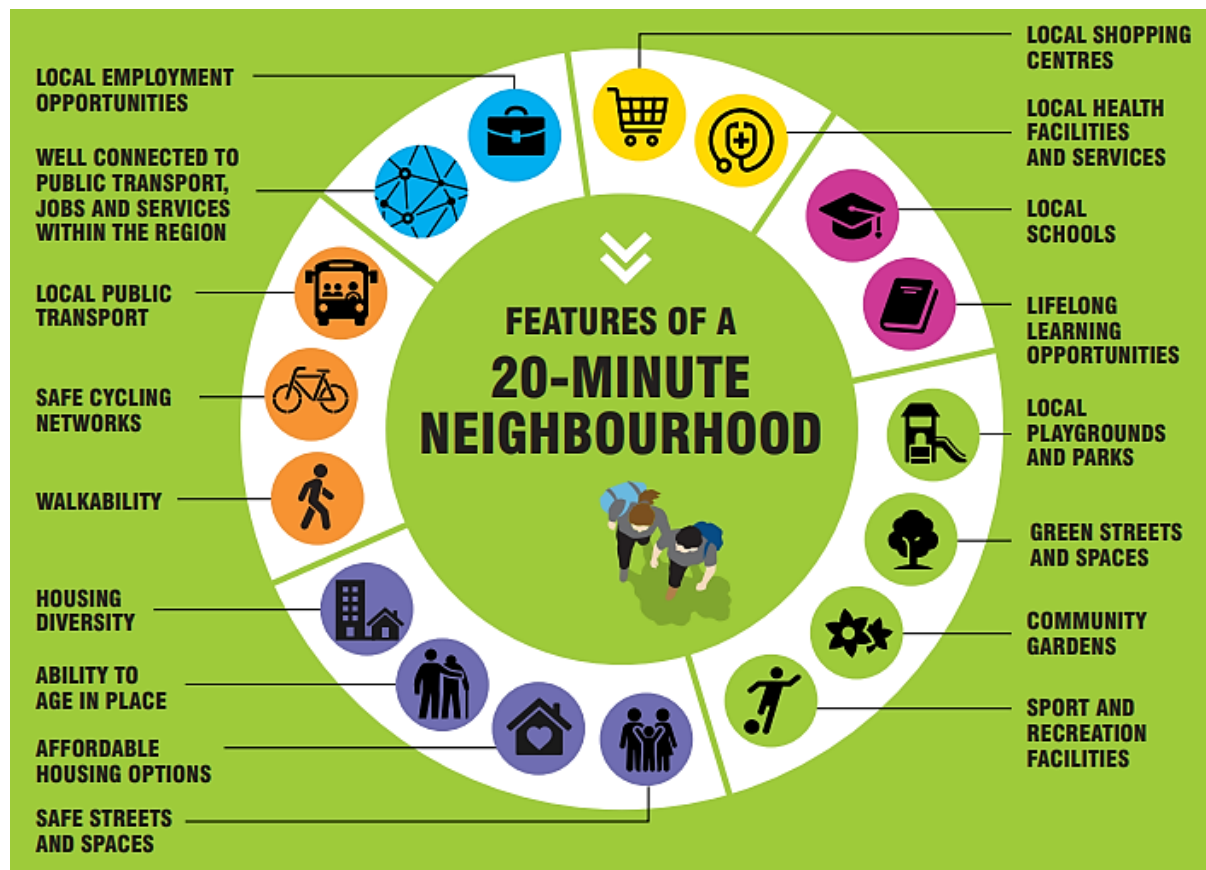 FEATURES OF A
20-MINUTE
NEIGHBOURHOOD
LOCAL SHOPPING
CENTRES
LOCAL HEALTH
FACILITIES
AND SERVICES
LOCAL
SCHOOLS
LIFELONG
LEARNING
OPPORTUNITIES
LOCAL
PLAYGROUNDS
AND PARKS
GREEN STREETS
AND SPACES
COMMUNITY
GARDENS
SPORT AND
RECREATION
FACILITIES
SAFE STREETS
AND SPACES
AFFORDABLE
HOUSING OPTIONS
ABILITY TO
AGE IN PLACE
HOUSING
DIVERSITY
WALKABILITY
SAFE CYCLING
NETWORKS
LOCAL PUBLIC
TRANSPORT
WELL CONNECTED TO
PUBLIC TRANSPORT,
JOBS AND SERVICES
WITHIN THE REGION
LOCAL EMPLOYMENT
OPPORTUNITIES